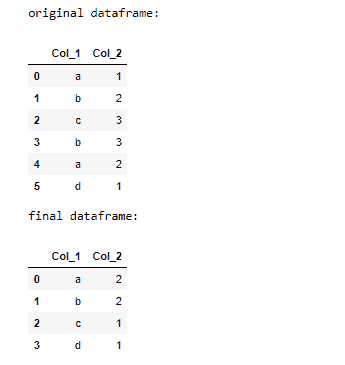 original dataframe:
Col_1 Col_2
0 a 1
1 b 2
2 c 3
3 b 3
4 a 2
5 d 1
final dataframe:
Col_1 Col_2
0 a 2
1 b 2
2 c 1
3 d 1